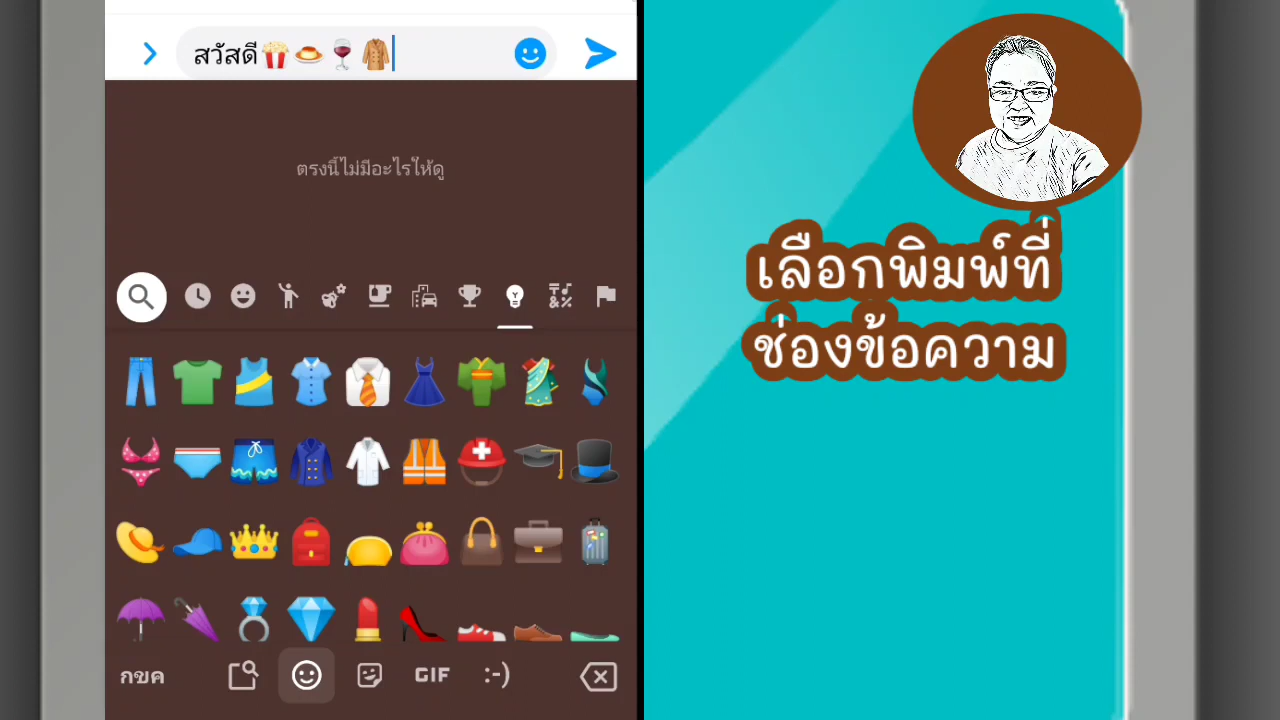 สวัสดี🍿🍮🍷🧥
ตรงนี้ไม่มีอะไรให้ดู
กขค
GIF
:-)
เลือกพิมพ์ที่
ช่องข้อความ